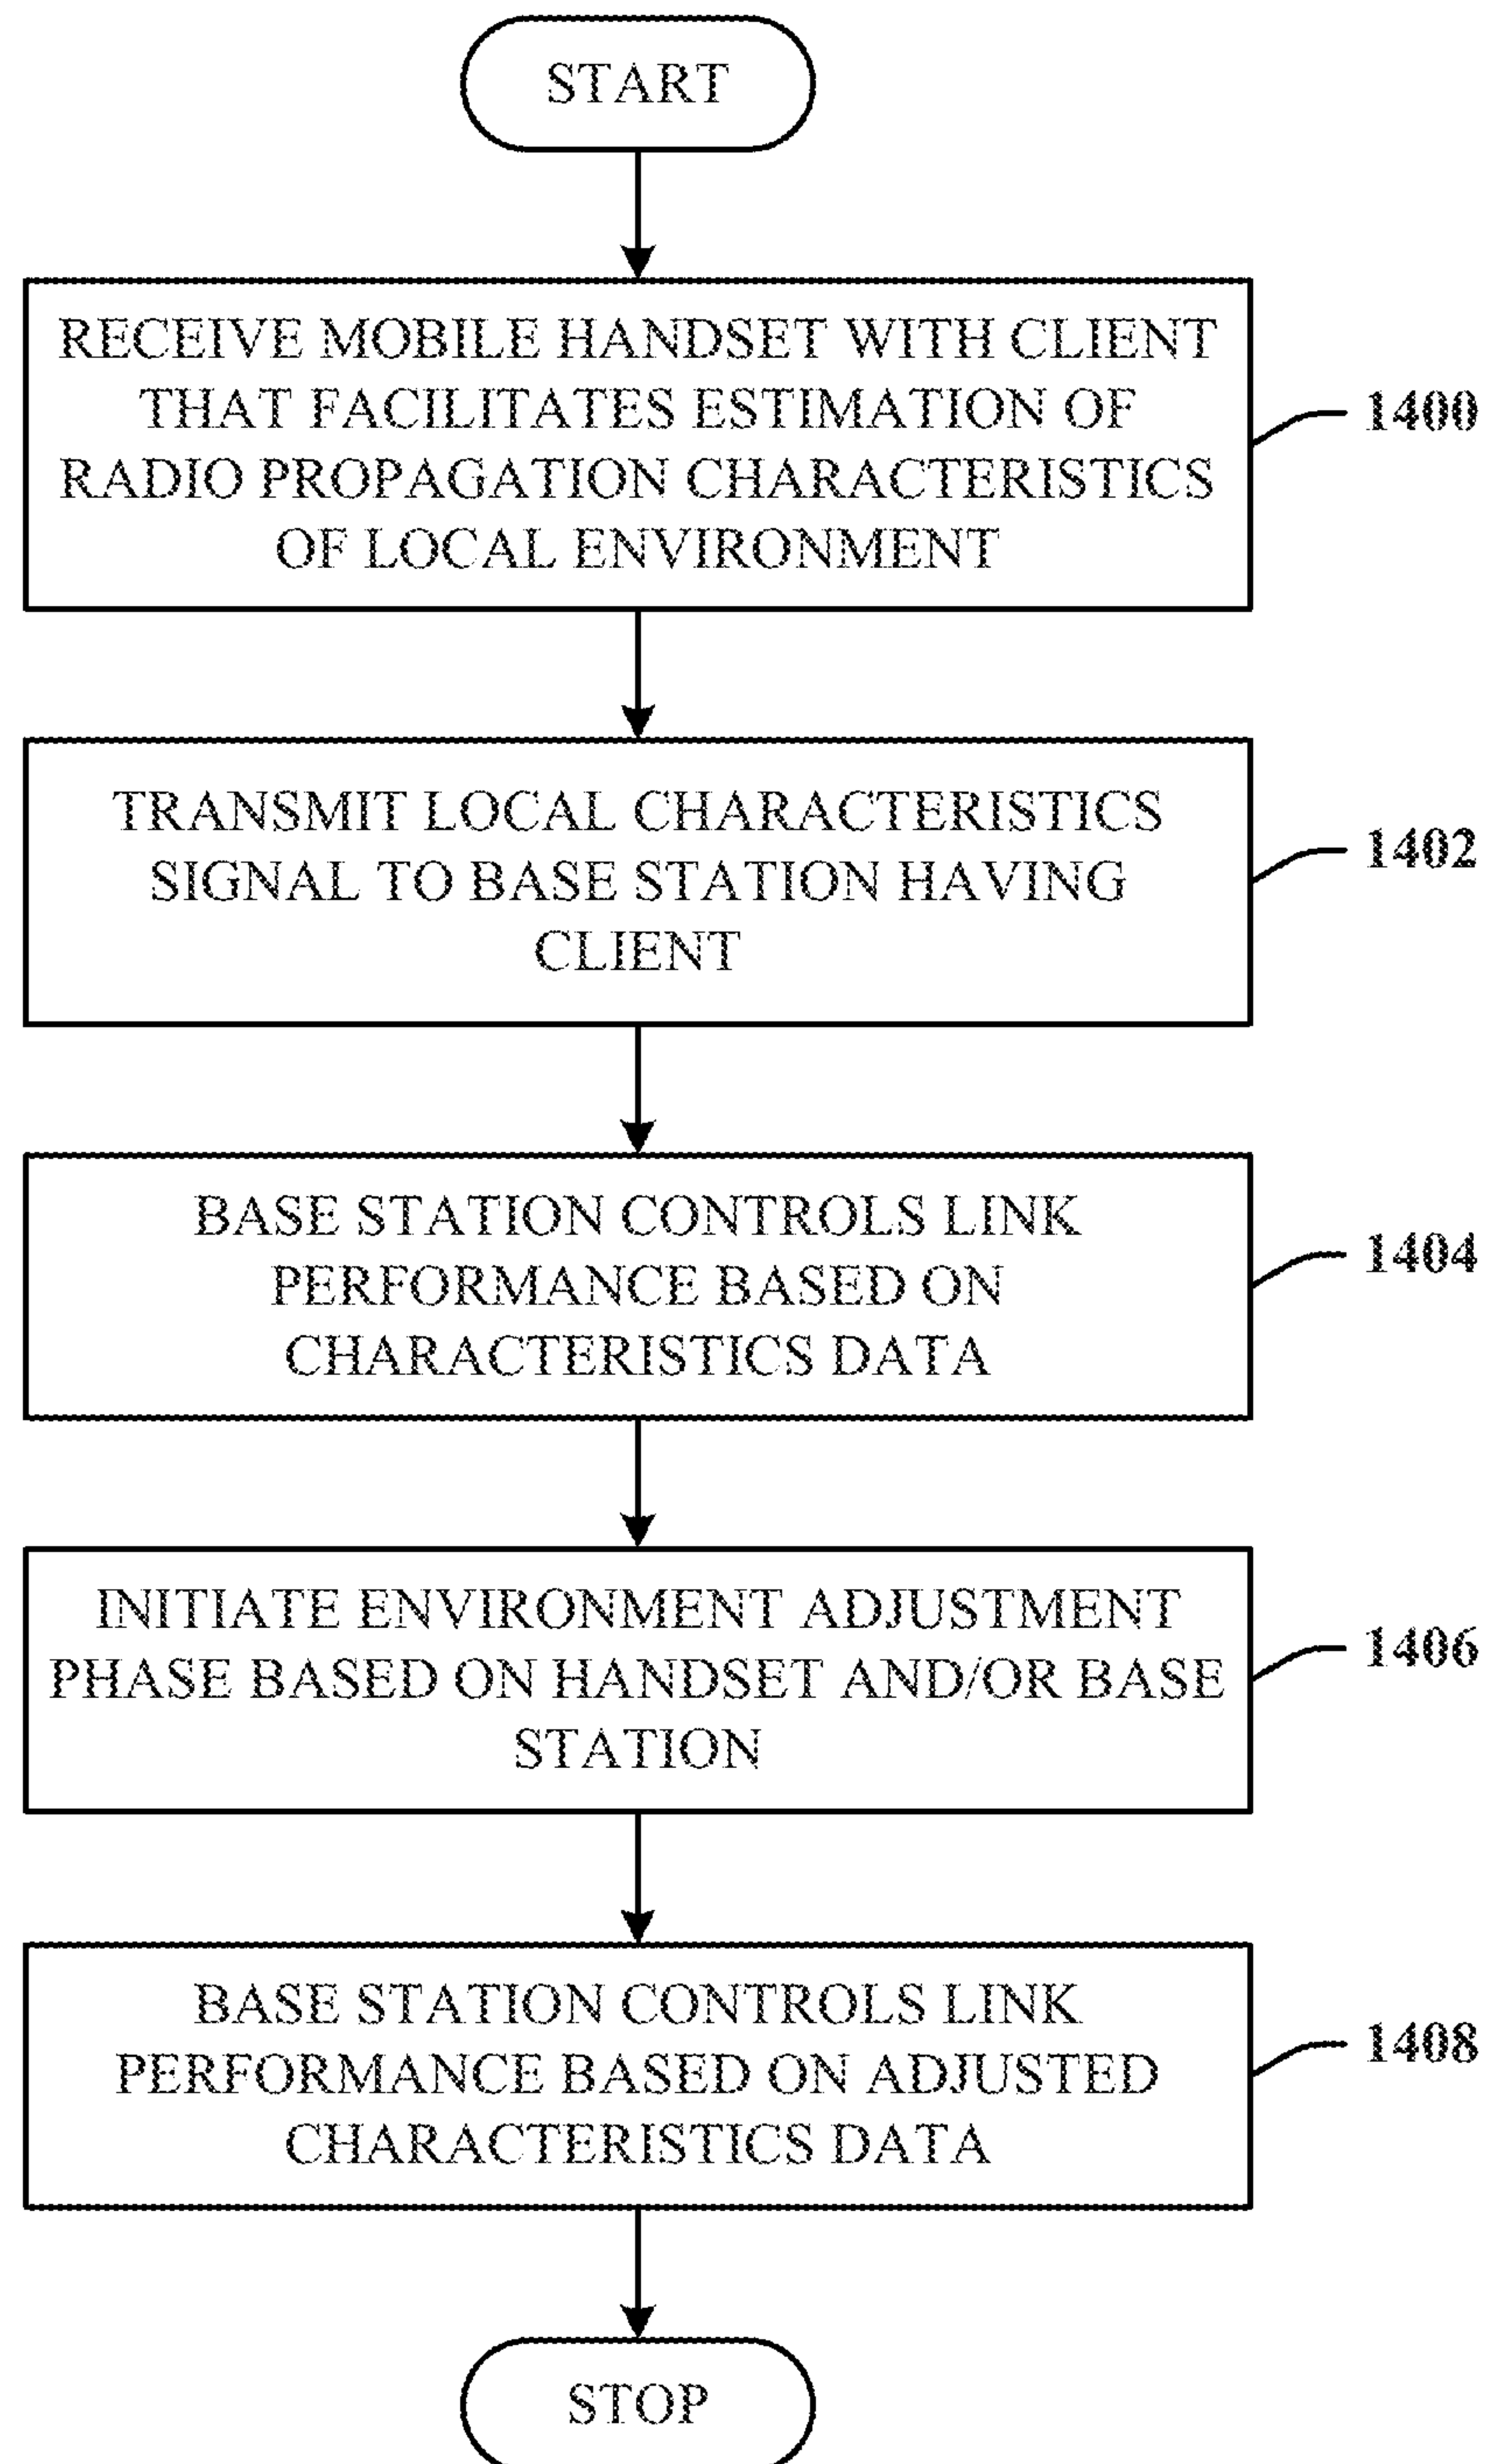 START
RECEIVE MOBILE HANDSET WITH CLIENT
THAT FACILITATES ESTIMATION OF
RADIO PROPAGATION CHARACTERISTICS
OF LOCAL ENVIRONMENT
1400
TRANSMIT LOCAL CHARACTERISTICS
SIGNAL TO BASE STATION HAVING
CLIENT
1402
BASE STATION CONTROLS LINK
PERFORMANCE BASED ON
CHARACTERISTICS DATA
1404
INITIATE ENVIRONMENT ADJUSTMENT
PHASE BASED ON HANDSET AND/OR BASE
STATION
1406
BASE STATION CONTROLS LINK
PERFORMANCE BASED ON ADJUSTED
CHARACTERISTICS DATA
1408
STOP